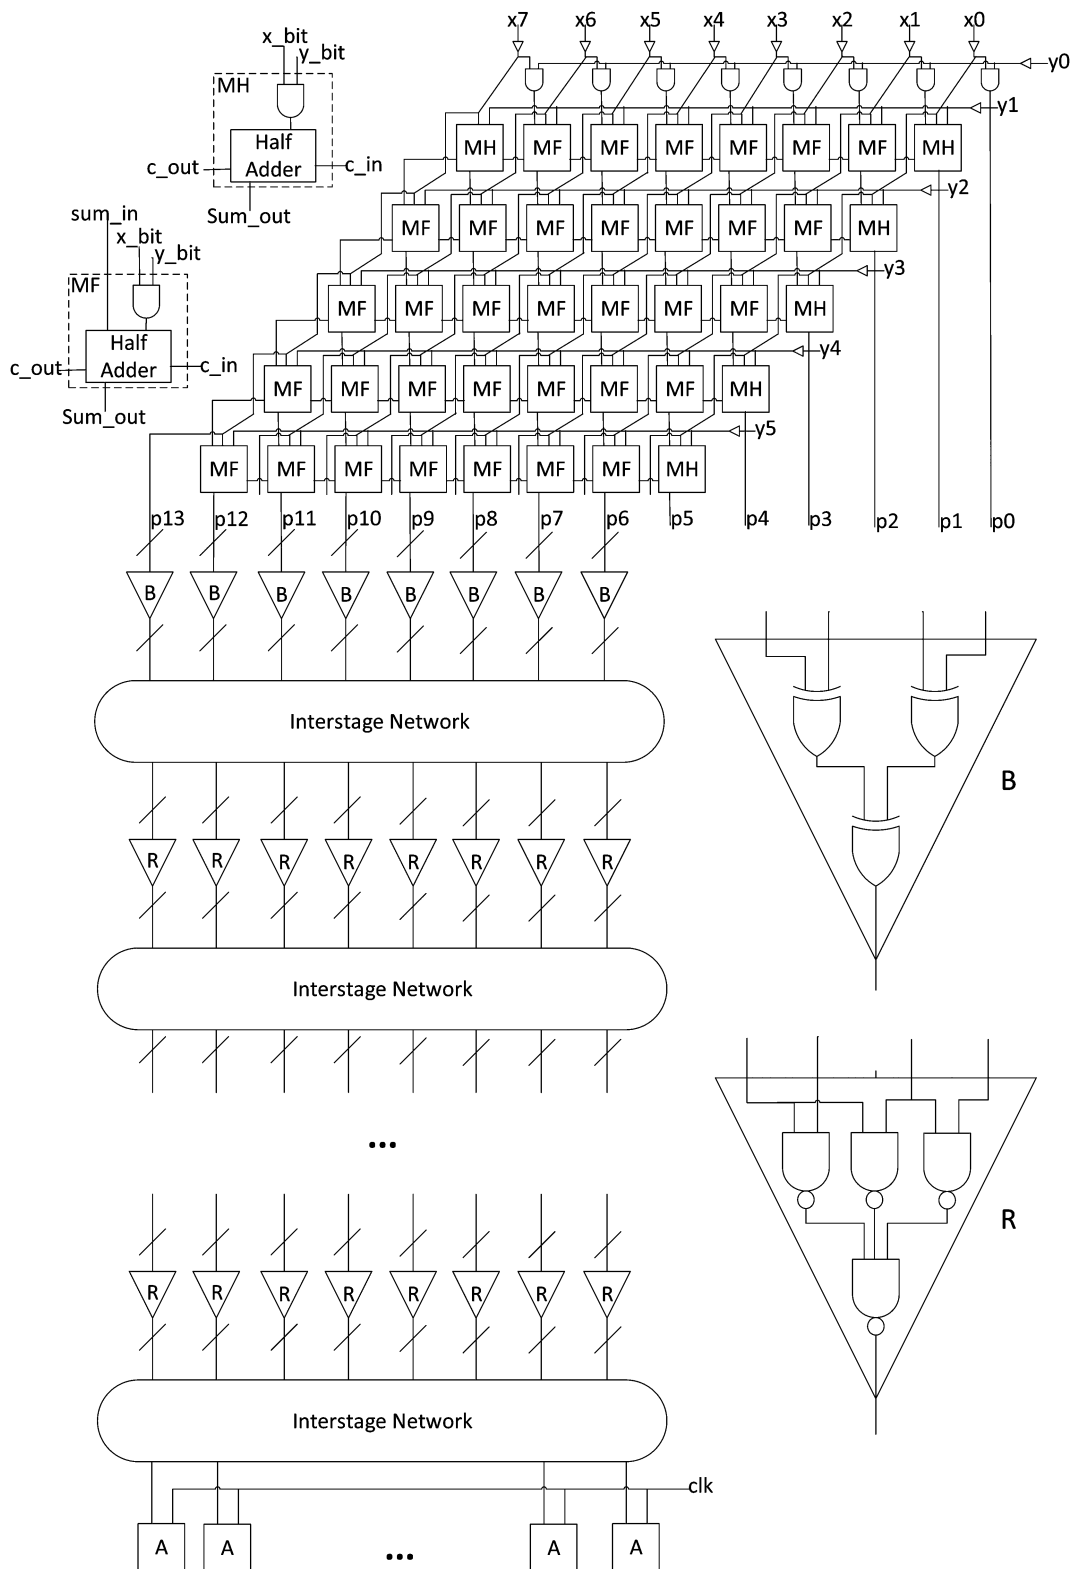 x7 x6 x5 x4 x3 x2 x1 x0
x_bit
y_bit
y0
MH
y1
Half
Adder
c_out
c_in
MH MF MF MF MF MF MF MH
y2
Sum_out
sum_in
x_bit
y_bit
MF MF MF MF MF MF MF MH
y3
MF
MF MF MF MF MF MF MF MH
Half
Adder
c_out
c_in
y4
MF MF MF MF MF MF MF MH
Sum_out
y5
MF MF MF MF MF MF MF MH
p13 p12 p11 p10 p9 p8 p7 p6 p5 p4 p3 p2 p1 p0
B B B B B B B B
Interstage Network
B
R R R R R R R R
Interstage Network
...
R
R R R R R R R R
Interstage Network
clk
A A ... A A